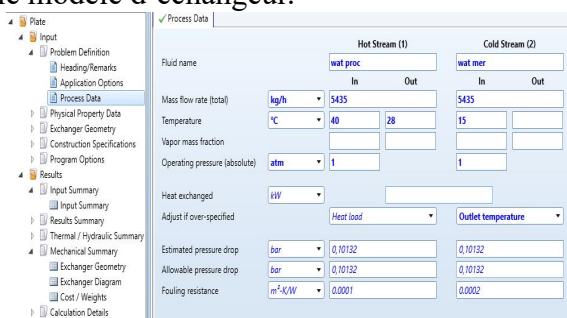 le modèle d'échangeur.
Plate
Input
Problem Definition
Heading/Remarks
Application Options
Process Data
Physical Property Data
Exchanger Geometry
Construction Specifications
Program Options
Results
Input Summary
Input Summary
Results Summary
Thermal / Hydraulic Summary
Mechanical Summary
Exchanger Geometry
Exchanger Diagram
Cost / Weights
Calculation Details
Process Data
Hot Stream (1) Cold Stream (2)
Fluid name wat proc wat mer
In Out In Out
Mass flow rate (total) kg/h 5435 5435
Temperature °C 40 28 15
Vapor mass fraction
Operating pressure (absolute) atm 1 1
Heat exchanged kW
Adjust if over-specified Heat load Outlet temperature
Estimated pressure drop bar 0,10132 0,10132
Allowable pressure drop bar 0,10132 0,10132
Fouling resistance m²-K/W 0.0001 0.0002